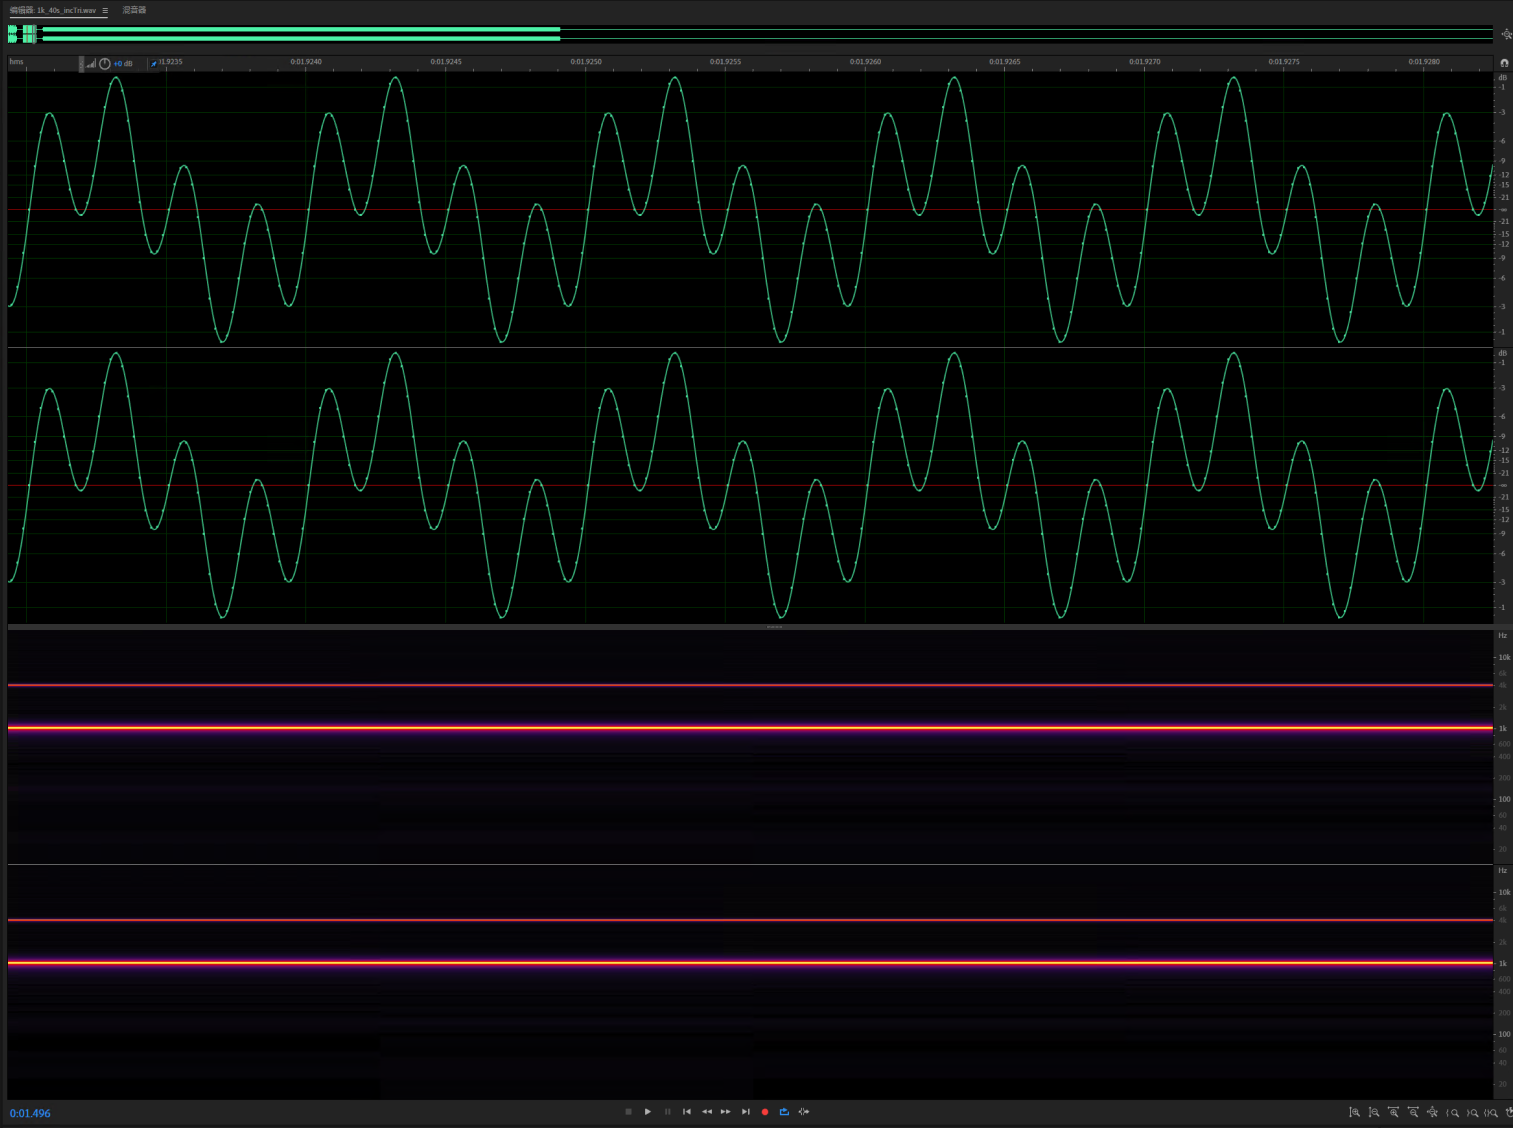 编辑器: 1k_40s_incTri.wav ≡ 混音器
hms +0 dB 01.9235 0:01.9240 0:01.9245 0:01.9250 0:01.9255 0:01.9260 0:01.9265 0:01.9270 0:01.9275 0:01.9280
dB
-1
-3
-6
-9
-12
-15
-21
-∞
-21
-15
-12
-9
-6
-3
-1
dB
-1
-3
-6
-9
-12
-15
-21
-∞
-21
-15
-12
-9
-6
-3
-1
Hz
10k
6k
4k
2k
1k
600
400
200
100
60
40
20
Hz
10k
6k
4k
2k
1k
600
400
200
100
60
40
20
0:01.496